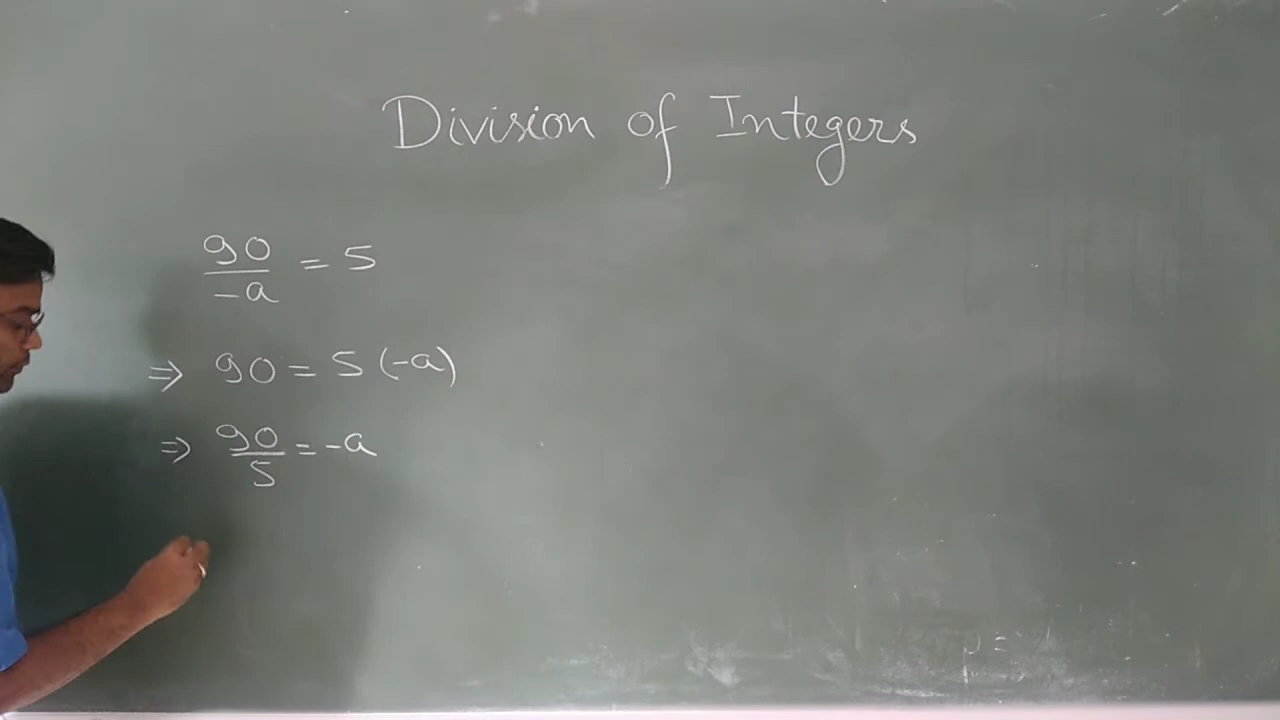 Division of Integers
90/-a = 5
⇒ 90 = 5 (-a)
⇒ 90/5 = -a